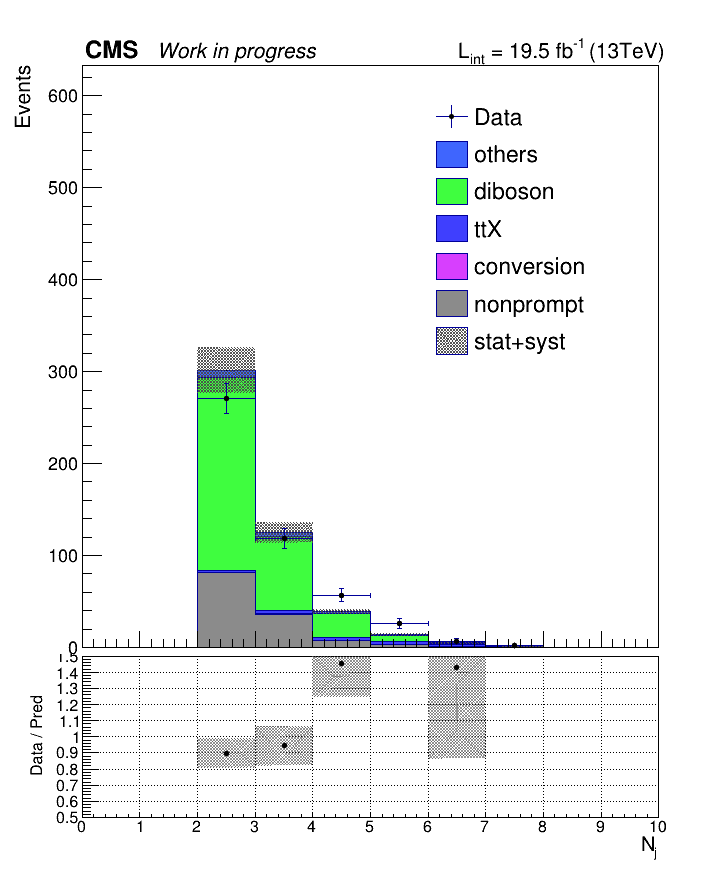 CMS Work in progress L_int = 19.5 fb^-1 (13TeV)
Events
600
500
400
300
200
100
0
Data
others
diboson
ttX
conversion
nonprompt
stat+syst
Data / Pred
1.5
1.4
1.3
1.2
1.1
1
0.9
0.8
0.7
0.6
0.5
0 1 2 3 4 5 6 7 8 9 10
N_j